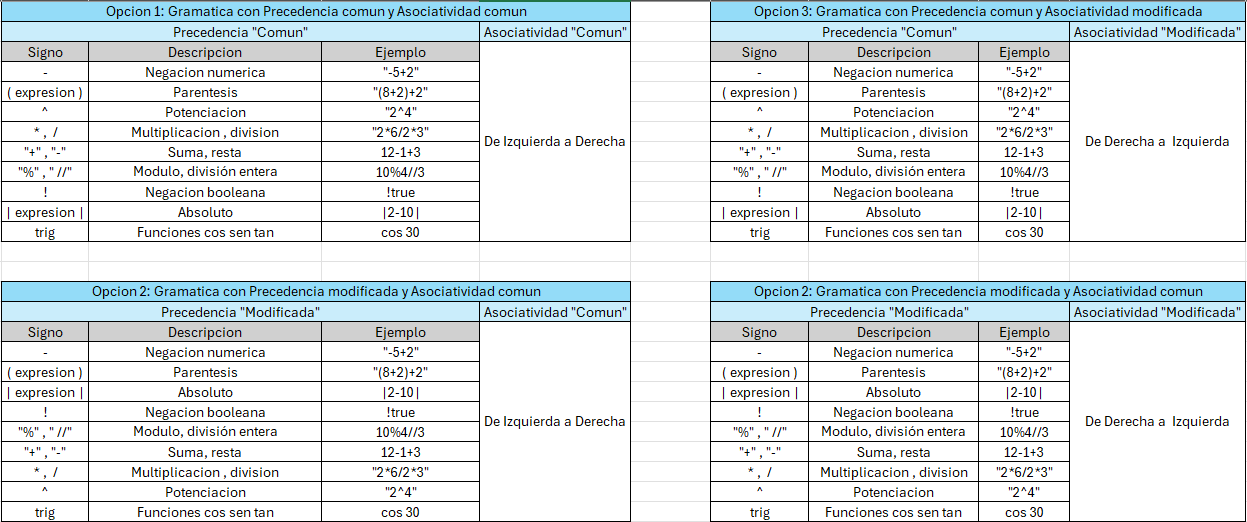 Opcion 1: Gramatica con Precedencia comun y Asociatividad comun
Precedencia "Comun" Asociatividad "Comun"
Signo Descripcion Ejemplo
- Negacion numerica "-5+2"
( expresion ) Parentesis "(8+2)+2"
^ Potenciacion "2^4"
* , / Multiplicacion , division "2*6/2*3"
De Izquierda a Derecha
"+" , "-" Suma, resta 12-1+3
"%" , " //" Modulo, división entera 10%4//3
! Negacion booleana !true
| expresion | Absoluto |2-10|
trig Funciones cos sen tan cos 30
Opcion 3: Gramatica con Precedencia comun y Asociatividad modificada
Precedencia "Comun" Asociatividad "Modificada"
Signo Descripcion Ejemplo
- Negacion numerica "-5+2"
( expresion ) Parentesis "(8+2)+2"
^ Potenciacion "2^4"
* , / Multiplicacion , division "2*6/2*3"
De Derecha a Izquierda
"+" , "-" Suma, resta 12-1+3
"%" , " //" Modulo, división entera 10%4//3
! Negacion booleana !true
| expresion | Absoluto |2-10|
trig Funciones cos sen tan cos 30
Opcion 2: Gramatica con Precedencia modificada y Asociatividad comun
Precedencia "Modificada" Asociatividad "Comun"
Signo Descripcion Ejemplo
- Negacion numerica "-5+2"
( expresion ) Parentesis "(8+2)+2"
| expresion | Absoluto |2-10|
! Negacion booleana !true
De Izquierda a Derecha
"%" , " //" Modulo, división entera 10%4//3
"+" , "-" Suma, resta 12-1+3
* , / Multiplicacion , division "2*6/2*3"
^ Potenciacion "2^4"
trig Funciones cos sen tan cos 30
Opcion 2: Gramatica con Precedencia modificada y Asociatividad comun
Precedencia "Modificada" Asociatividad "Modificada"
Signo Descripcion Ejemplo
- Negacion numerica "-5+2"
( expresion ) Parentesis "(8+2)+2"
| expresion | Absoluto |2-10|
! Negacion booleana !true
De Derecha a Izquierda
"%" , " //" Modulo, división entera 10%4//3
"+" , "-" Suma, resta 12-1+3
* , / Multiplicacion , division "2*6/2*3"
^ Potenciacion "2^4"
trig Funciones cos sen tan cos 30